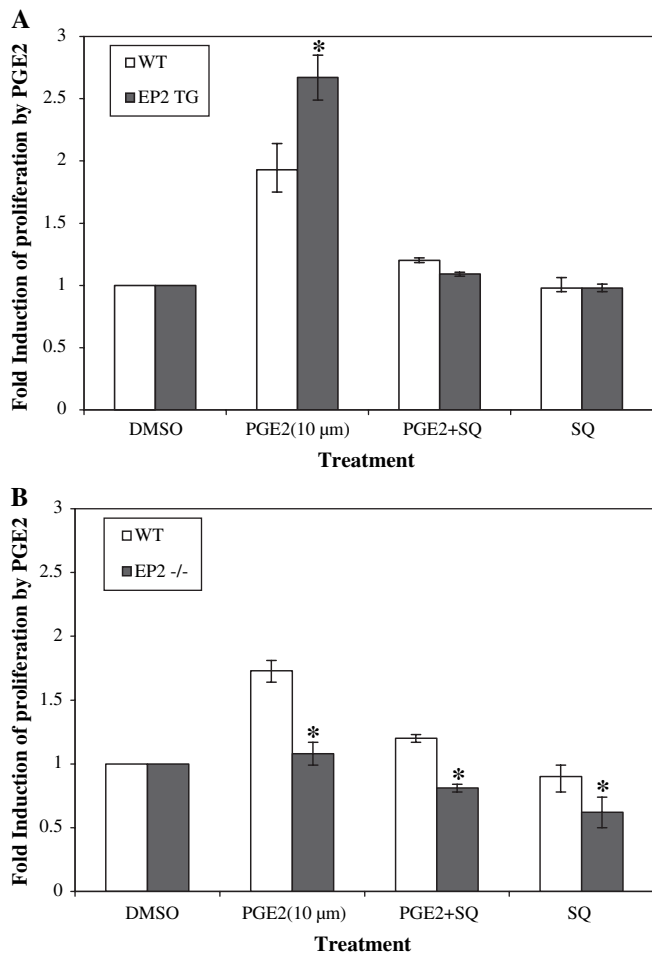 A
Fold Induction of proliferation by PGE2
3
2.5
2
1.5
1
0.5
0
WT
EP2 TG
*
DMSO
PGE2(10 μm)
PGE2+SQ
SQ
Treatment
B
Fold Induction of proliferation by PGE2
3
2.5
2
1.5
1
0.5
0
WT
EP2 -/-
*
*
*
DMSO
PGE2(10 μm)
PGE2+SQ
SQ
Treatment